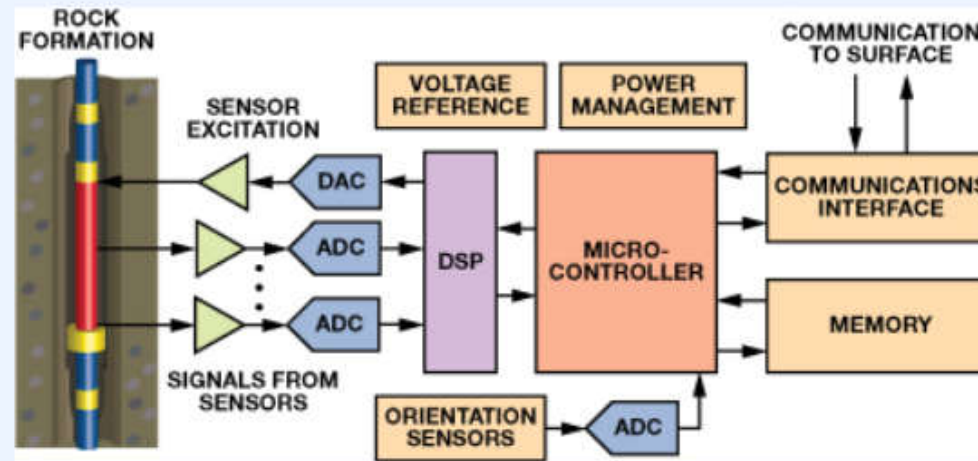 ROCK
FORMATION
COMMUNICATION
TO SURFACE
VOLTAGE
REFERENCE
POWER
MANAGEMENT
SENSOR
EXCITATION
DAC
COMMUNICATIONS
INTERFACE
ADC
DSP
MICRO-
CONTROLLER
ADC
MEMORY
SIGNALS FROM
SENSORS
ORIENTATION
SENSORS
ADC